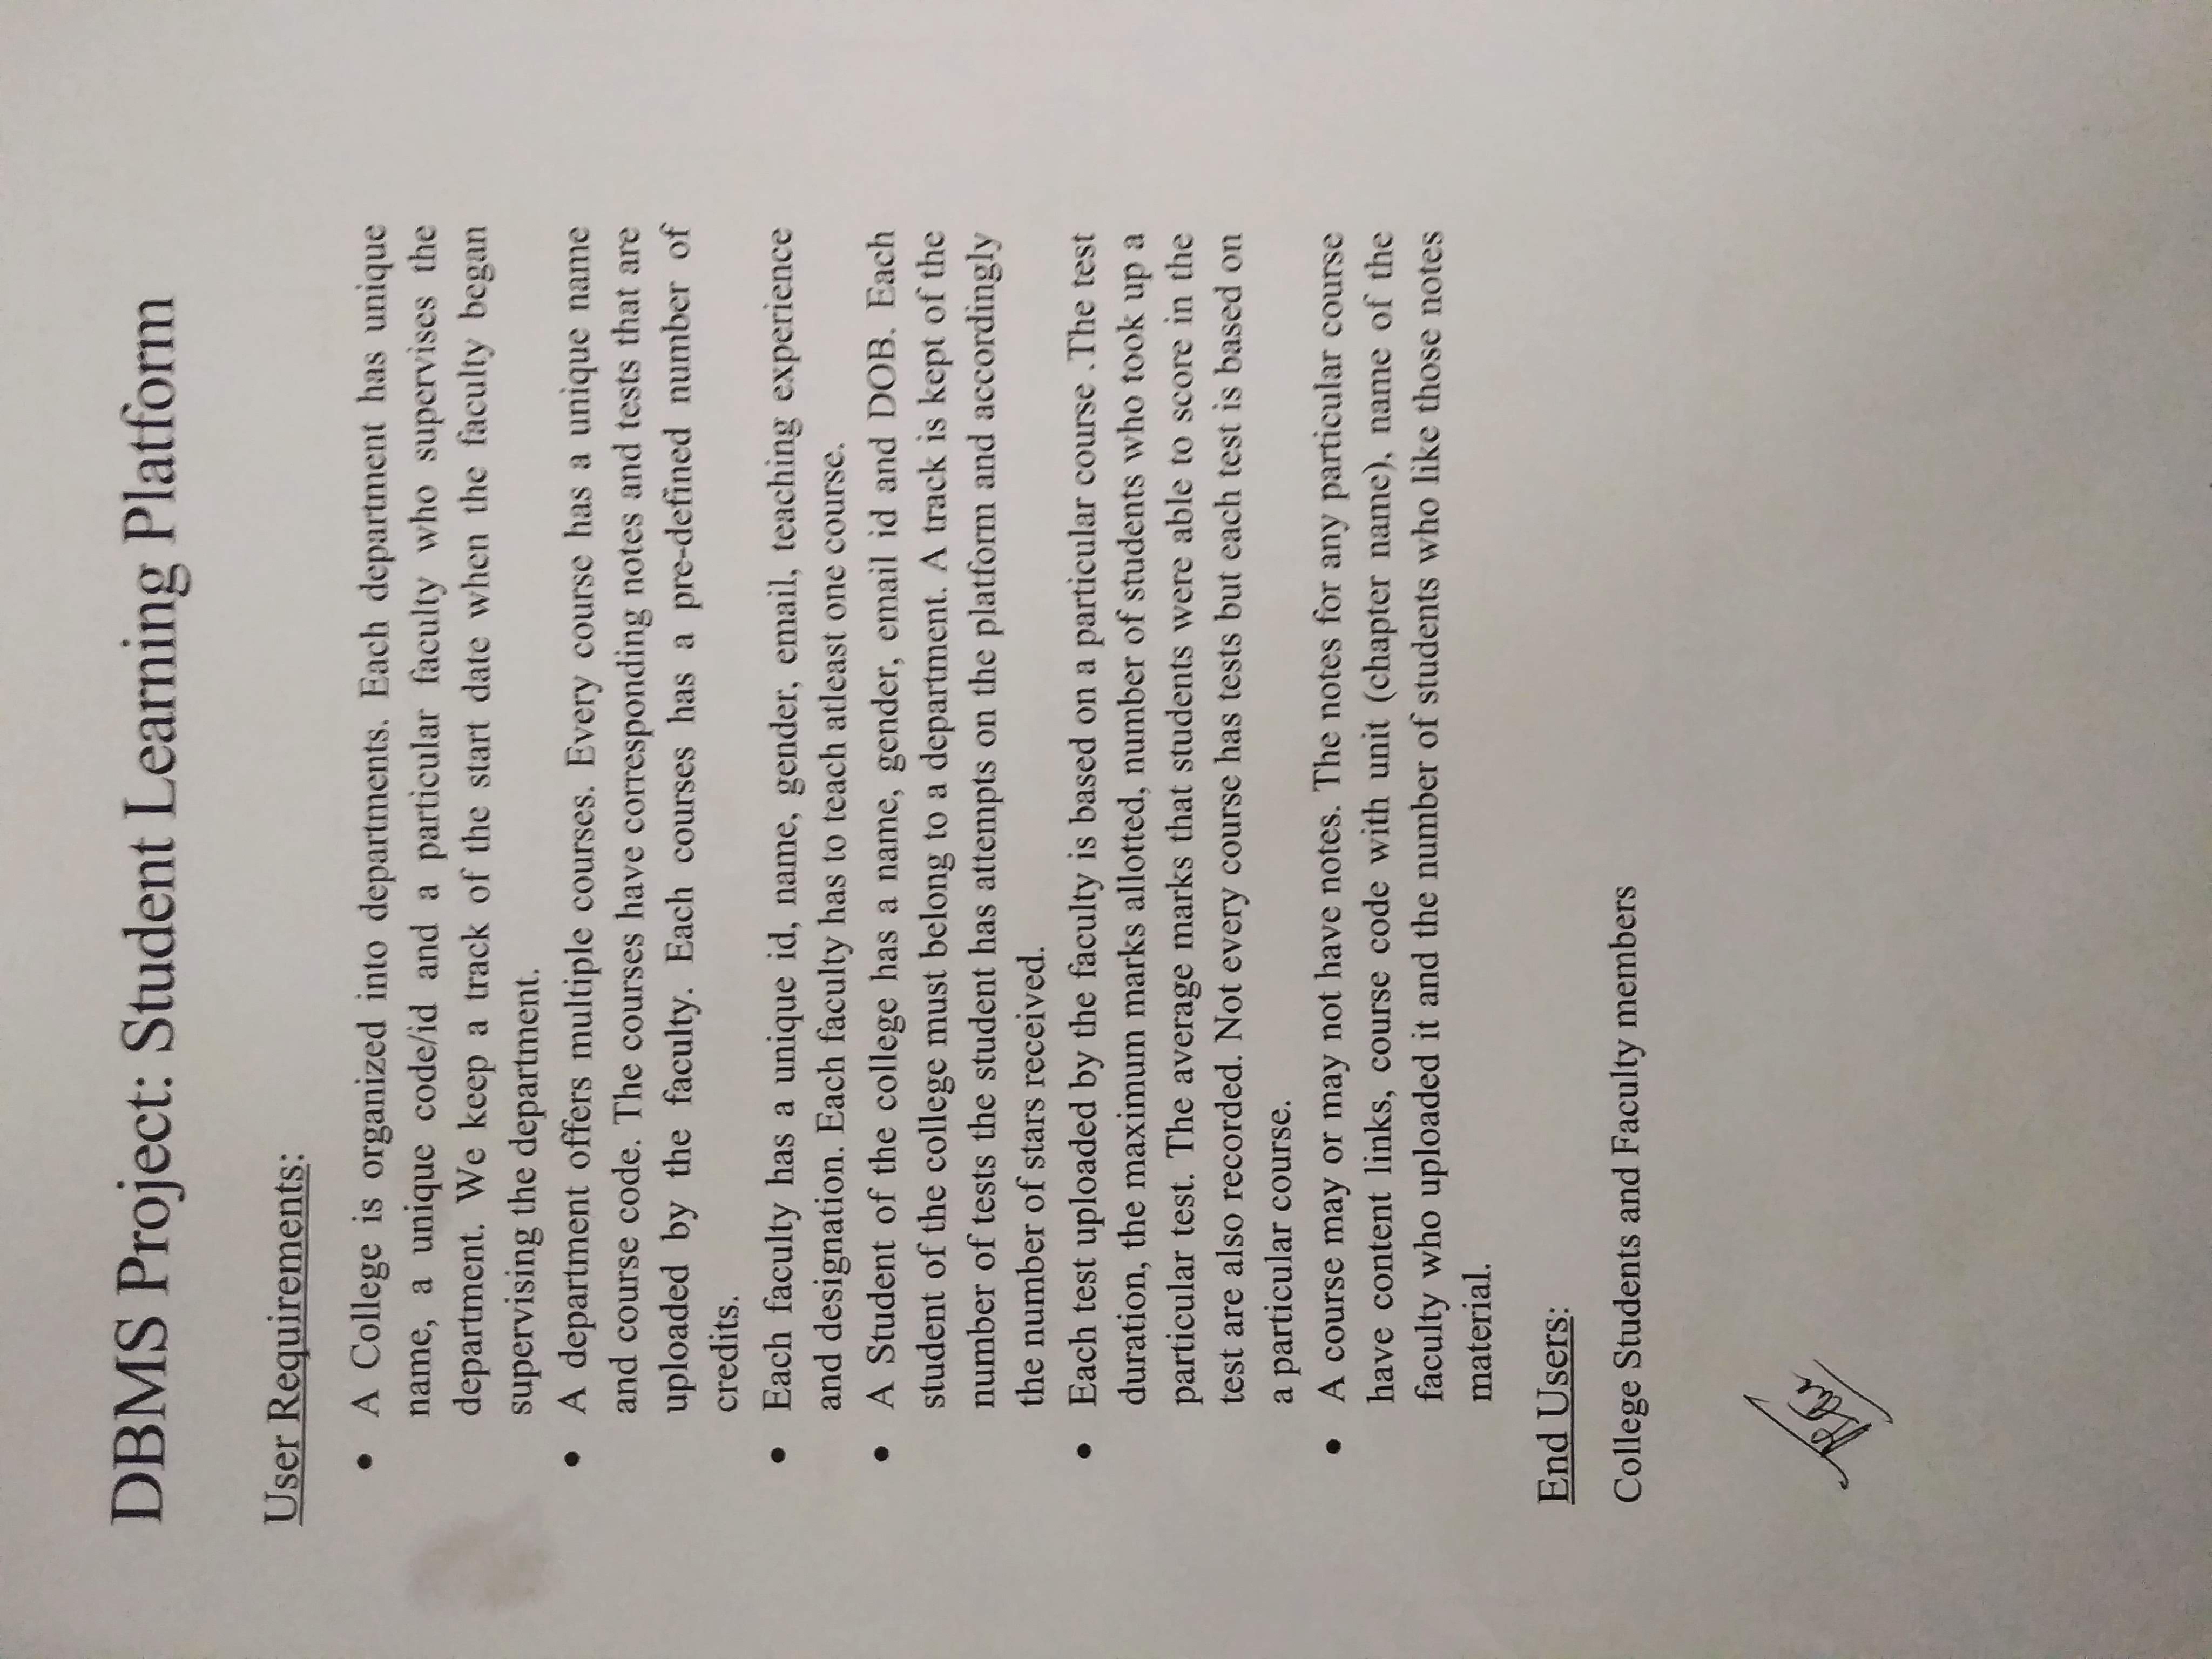 DBMS Project: Student Learning Platform
User Requirements:
• A College is organized into departments. Each department has unique
name, a unique code/id and a particular faculty who supervises the
department. We keep a track of the start date when the faculty began
supervising the department.
• A department offers multiple courses. Every course has a unique name
and course code. The courses have corresponding notes and tests that are
uploaded by the faculty. Each courses has a pre-defined number of
credits.
• Each faculty has a unique id, name, gender, email, teaching experience
and designation. Each faculty has to teach atleast one course.
• A Student of the college has a name, gender, email id and DOB. Each
student of the college must belong to a department. A track is kept of the
number of tests the student has attempts on the platform and accordingly
the number of stars received.
• Each test uploaded by the faculty is based on a particular course .The test
duration, the maximum marks allotted, number of students who took up a
particular test. The average marks that students were able to score in the
test are also recorded. Not every course has tests but each test is based on
a particular course.
• A course may or may not have notes. The notes for any particular course
have content links, course code with unit (chapter name), name of the
faculty who uploaded it and the number of students who like those notes
material.
End Users:
College Students and Faculty members